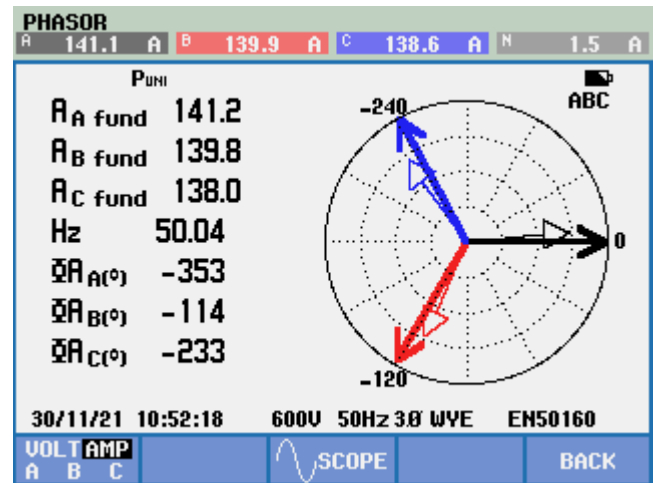 PHASOR
A 141.1 A B 139.9 A C 138.6 A N 1.5 A
PUNI
ABC
AA fund 141.2
AB fund 139.8
AC fund 138.0
Hz 50.04
ΦAA(°) -353
ΦAB(°) -114
ΦAC(°) -233
-240
0
-120
30/11/21 10:52:18 600V 50Hz 3Ø WYE EN50160
VOLT AMP
A B C
SCOPE
BACK